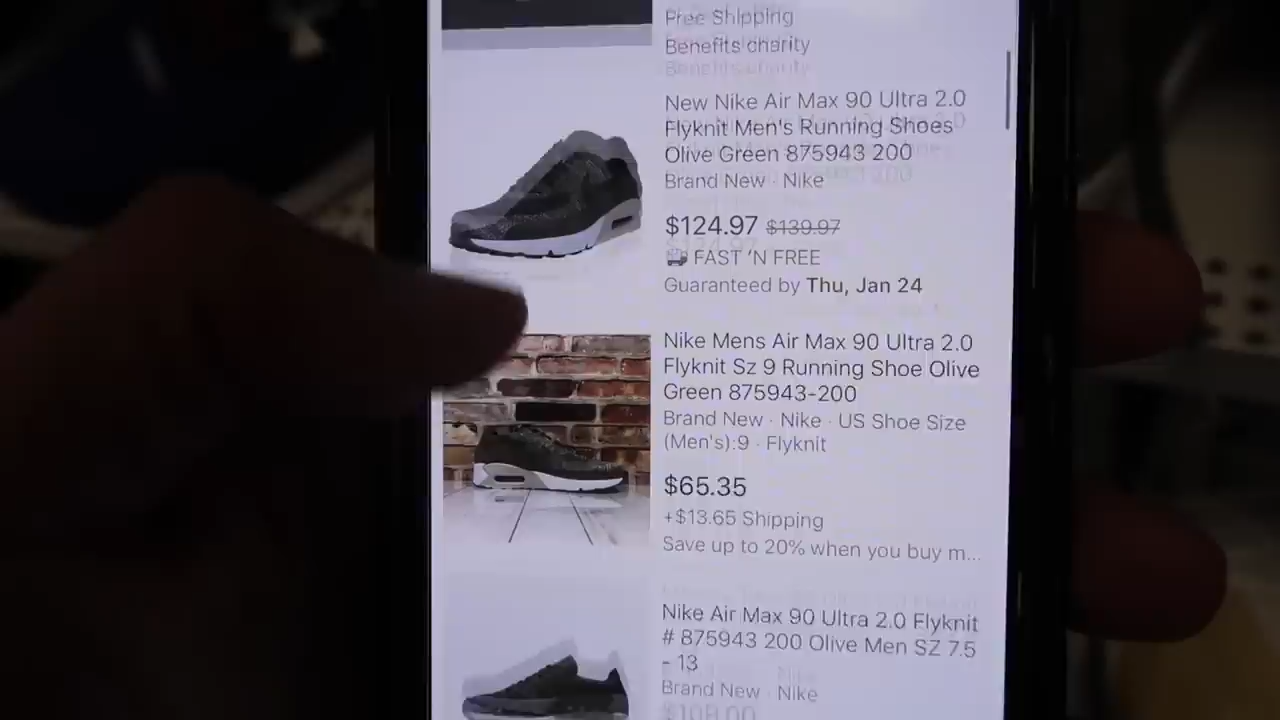 Free Shipping
Benefits charity
Benefits charity
New Nike Air Max 90 Ultra 2.0
Flyknit Men's Running Shoes
Olive Green 875943 200
Brand New · Nike
$124.97 $139.97
FAST 'N FREE
Guaranteed by Thu, Jan 24
Nike Mens Air Max 90 Ultra 2.0
Flyknit Sz 9 Running Shoe Olive
Green 875943-200
Brand New · Nike · US Shoe Size
(Men's):9 · Flyknit
$65.35
+$13.65 Shipping
Save up to 20% when you buy m...
Nike Air Max 90 Ultra 2.0 Flyknit
# 875943 200 Olive Men SZ 7.5
- 13
Brand New · Nike